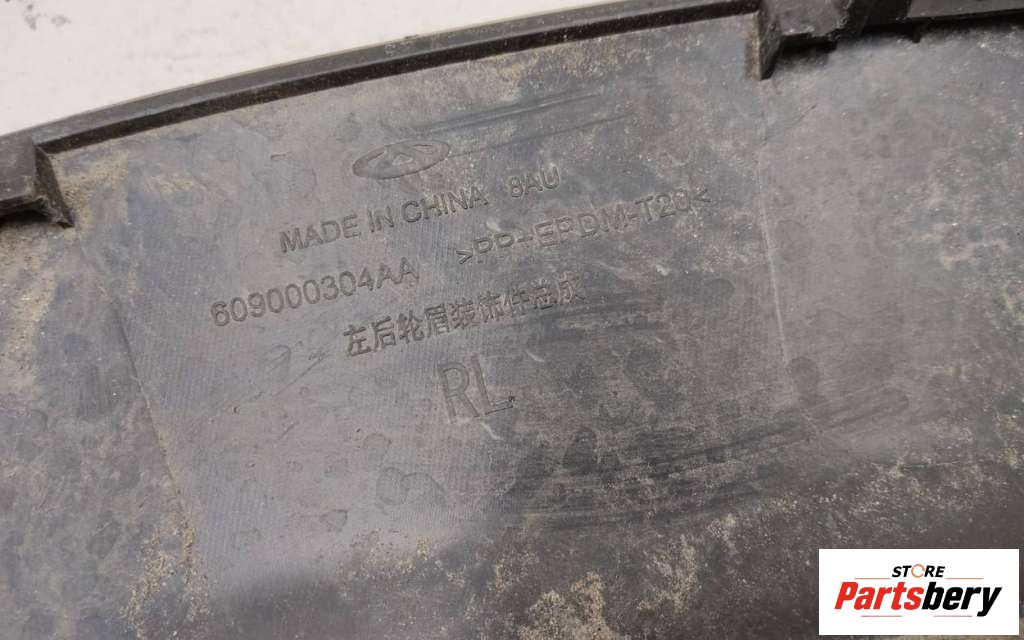 MADE IN CHINA 8AU
609000304AA >PP+EPDM-T20<
左后轮眉装饰件总成
RL
STORE
Partsbery